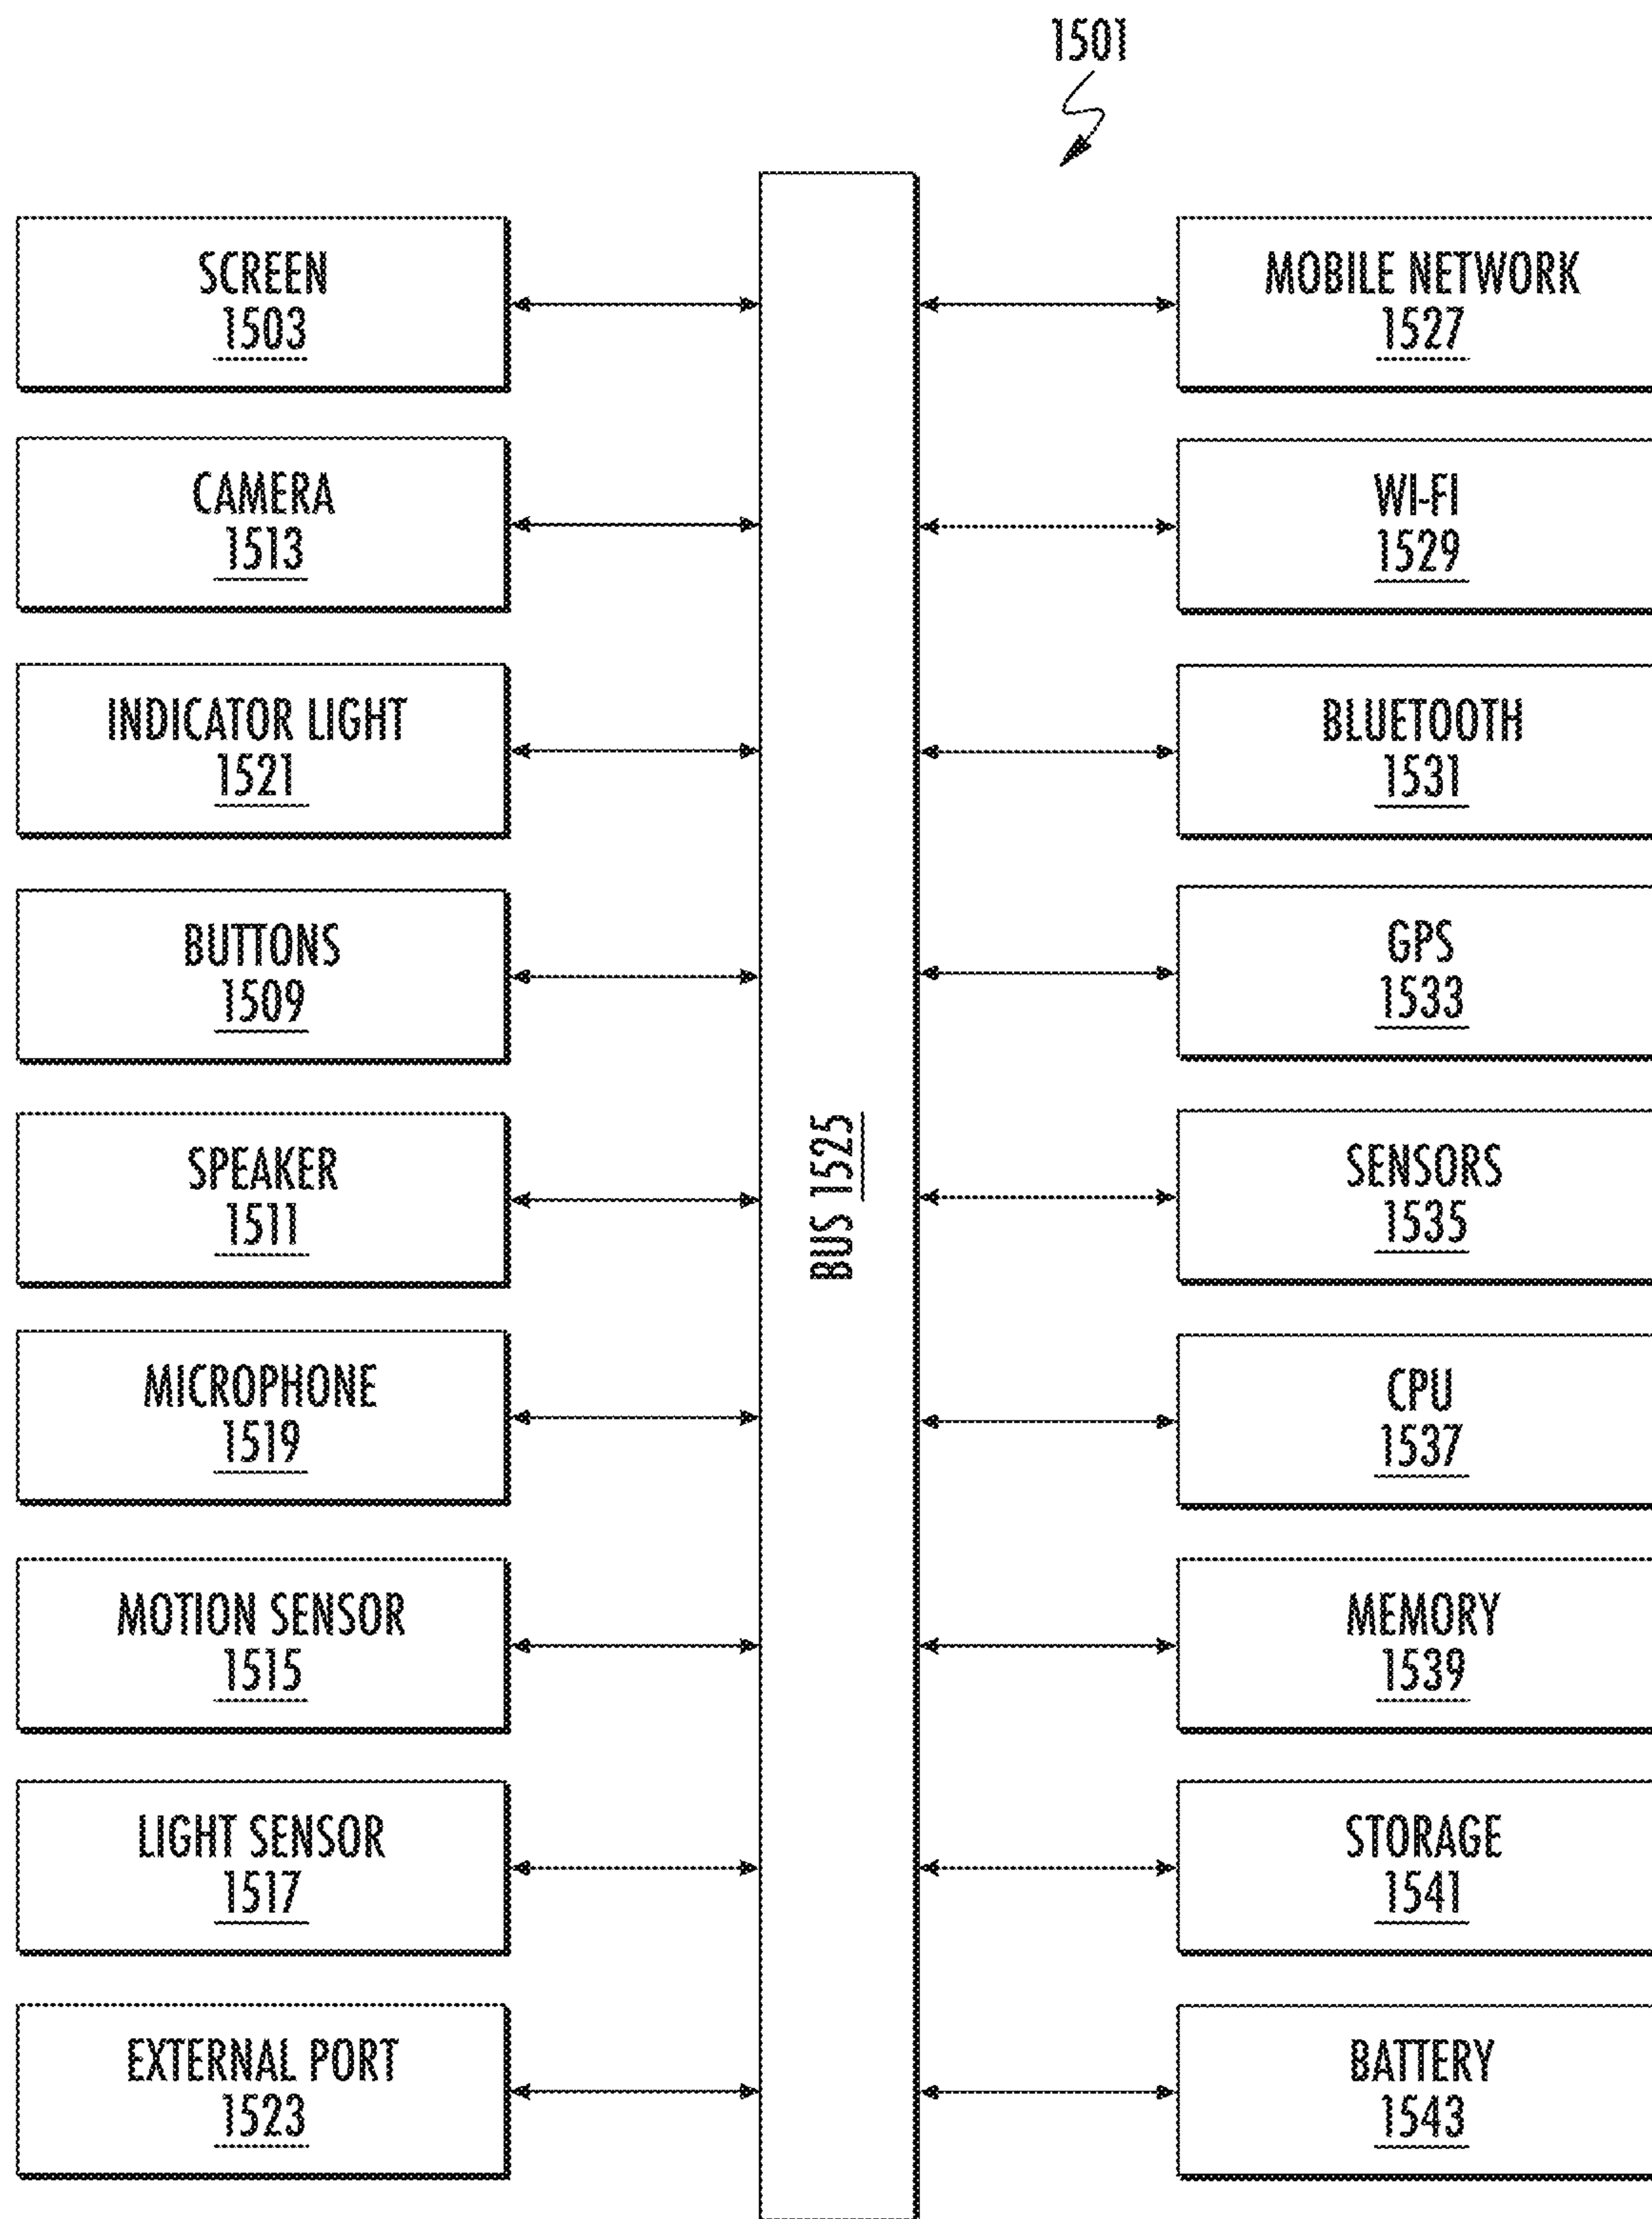 1501
SCREEN
1503
MOBILE NETWORK
1527
CAMERA
1513
WI-FI
1529
INDICATOR LIGHT
1521
BLUETOOTH
1531
BUTTONS
1509
GPS
1533
SPEAKER
1511
BUS 1525
SENSORS
1535
MICROPHONE
1519
CPU
1537
MOTION SENSOR
1515
MEMORY
1539
LIGHT SENSOR
1517
STORAGE
1541
EXTERNAL PORT
1523
BATTERY
1543